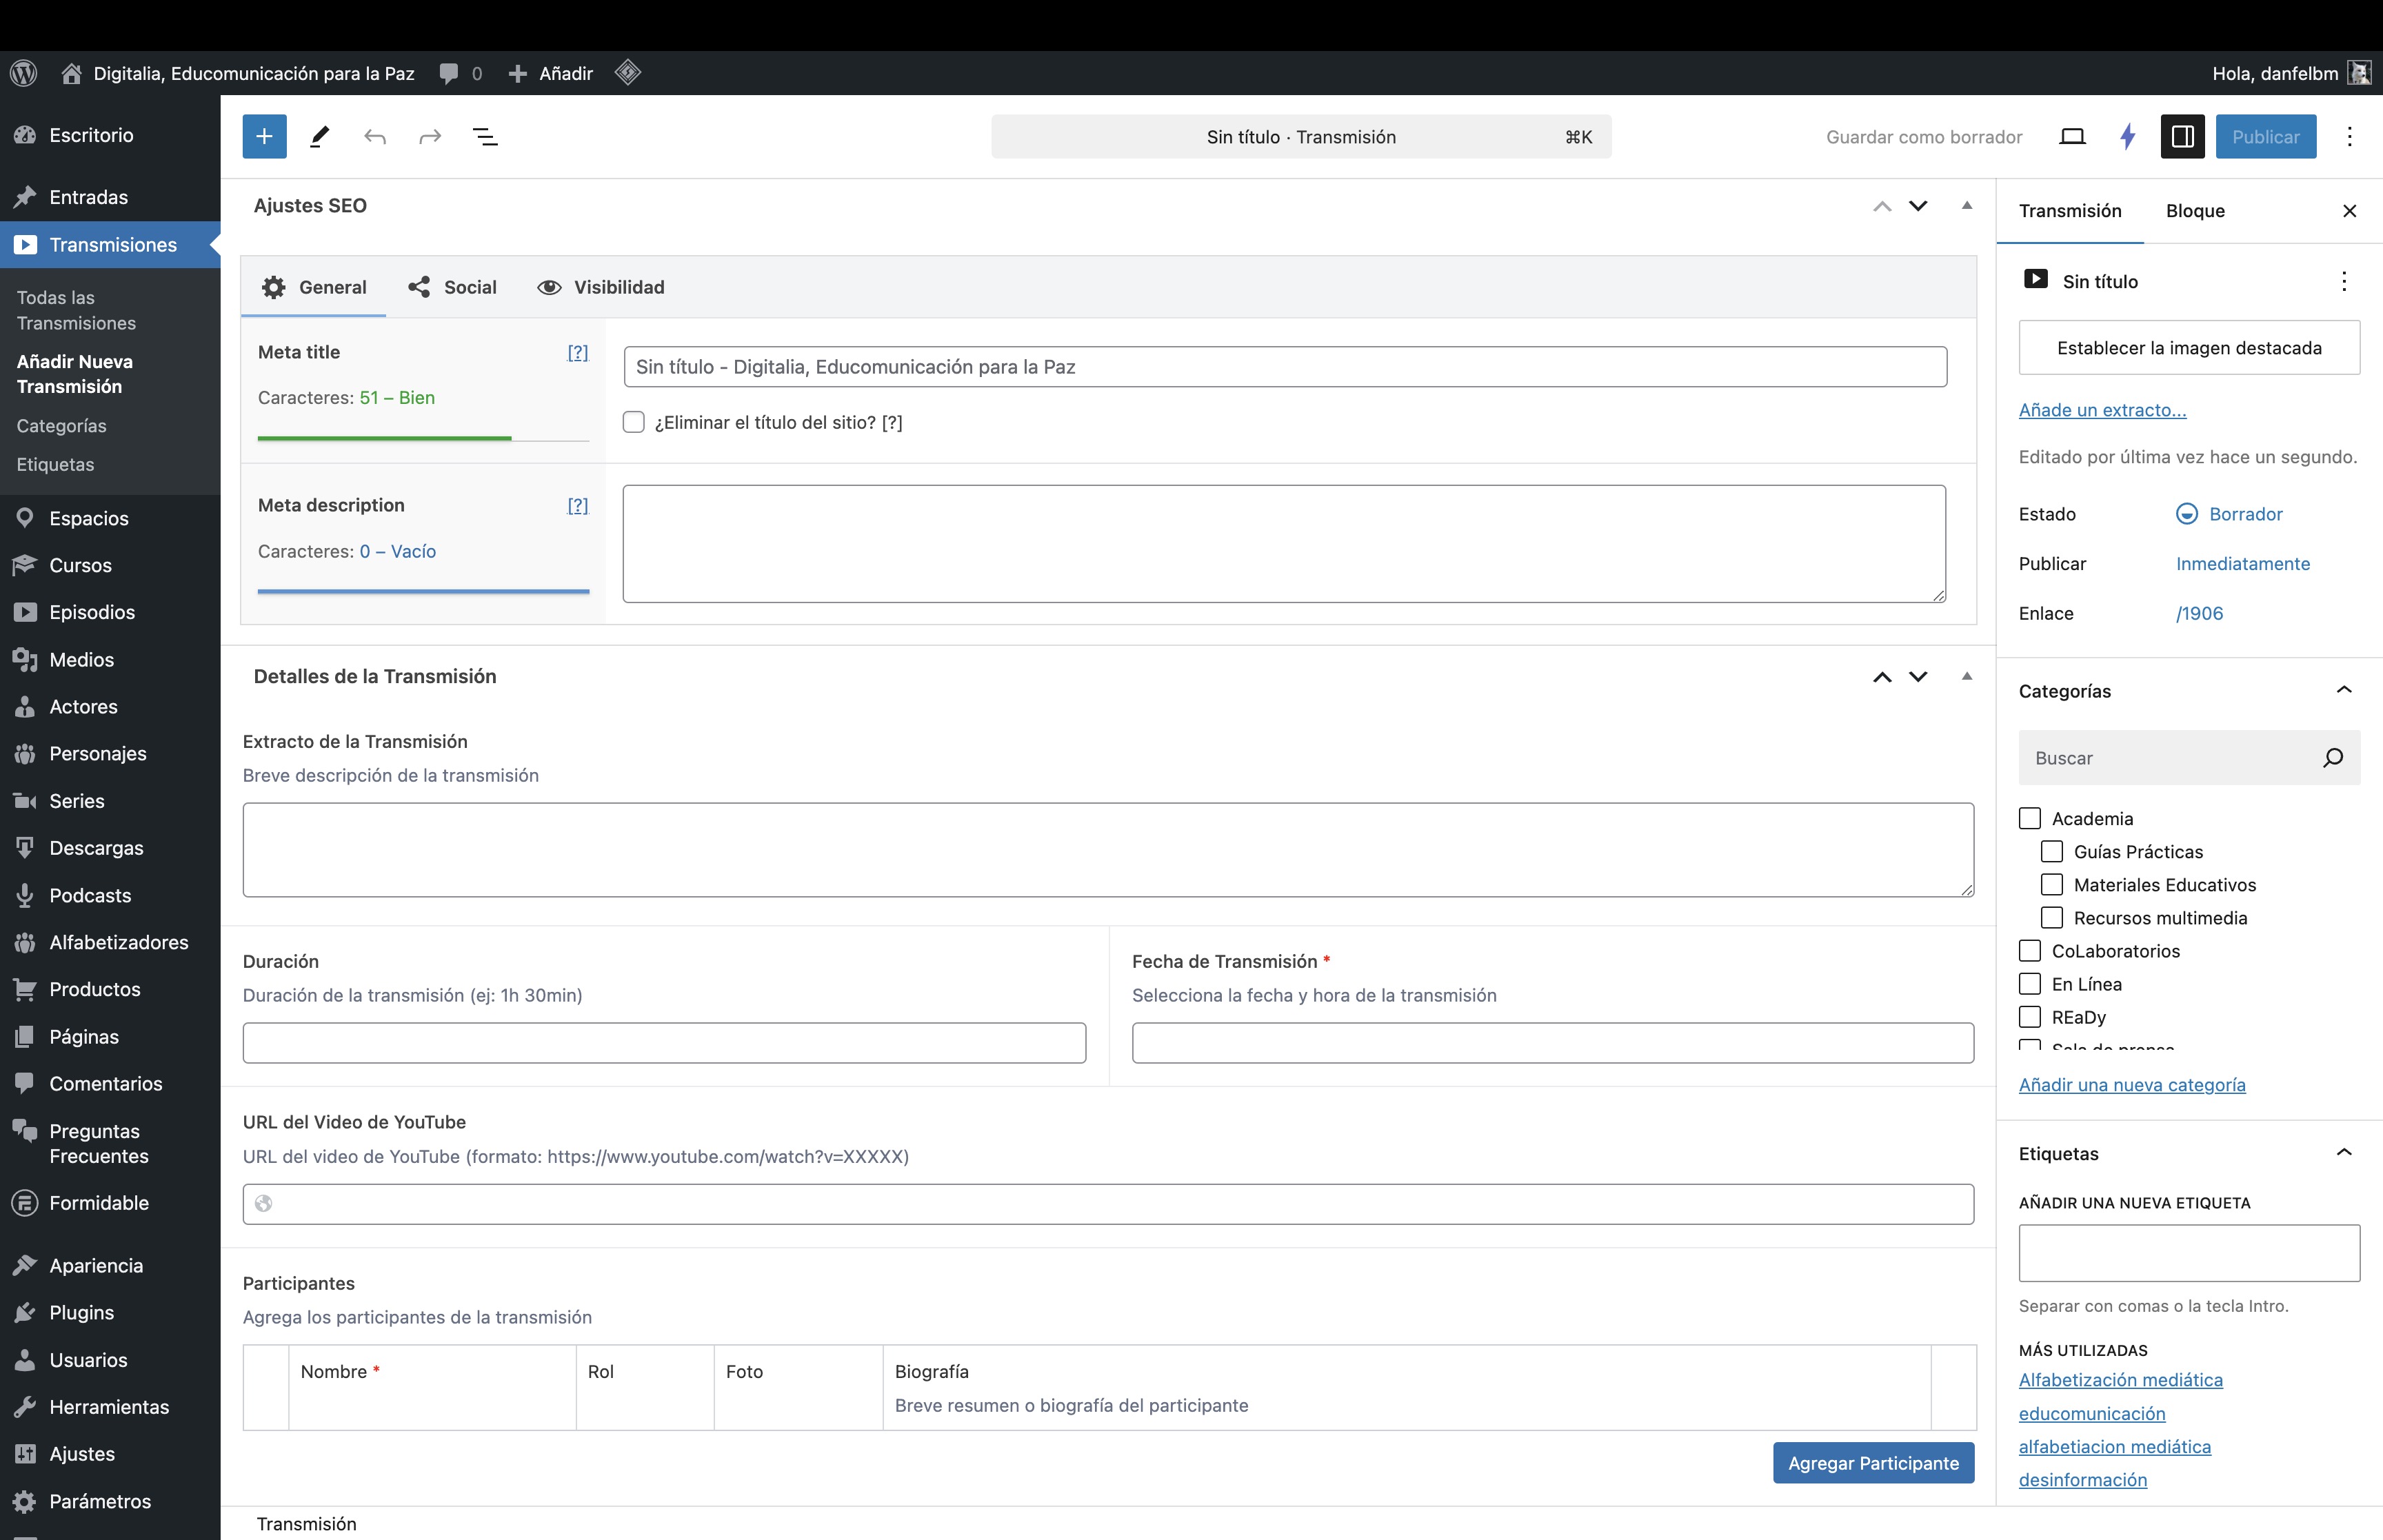 Digitalia, Educomunicación para la Paz
0
Añadir
Hola, danfelbm
Escritorio
Entradas
Transmisiones
Todas las
Transmisiones
Añadir Nueva
Transmisión
Categorías
Etiquetas
Espacios
Cursos
Episodios
Medios
Actores
Personajes
Series
Descargas
Podcasts
Alfabetizadores
Productos
Páginas
Comentarios
Preguntas
Frecuentes
Formidable
Apariencia
Plugins
Usuarios
Herramientas
Ajustes
Parámetros
Sin título · Transmisión
⌘K
Guardar como borrador
Publicar
Ajustes SEO
General
Social
Visibilidad
Meta title
[?]
Caracteres: 51 – Bien
Sin título - Digitalia, Educomunicación para la Paz
¿Eliminar el título del sitio? [?]
Meta description
[?]
Caracteres: 0 – Vacío
Detalles de la Transmisión
Extracto de la Transmisión
Breve descripción de la transmisión
Duración
Duración de la transmisión (ej: 1h 30min)
Fecha de Transmisión *
Selecciona la fecha y hora de la transmisión
URL del Video de YouTube
URL del video de YouTube (formato: https://www.youtube.com/watch?v=XXXXX)
Participantes
Agrega los participantes de la transmisión
Nombre *
Rol
Foto
Biografía
Breve resumen o biografía del participante
Agregar Participante
Transmisión
Transmisión
Bloque
Sin título
Establecer la imagen destacada
Añade un extracto...
Editado por última vez hace un segundo.
Estado
Borrador
Publicar
Inmediatamente
Enlace
/1906
Categorías
Buscar
Academia
Guías Prácticas
Materiales Educativos
Recursos multimedia
CoLaboratorios
En Línea
REaDy
Sala de prensa
Añadir una nueva categoría
Etiquetas
AÑADIR UNA NUEVA ETIQUETA
Separar con comas o la tecla Intro.
MÁS UTILIZADAS
Alfabetización mediática
educomunicación
alfabetiacion mediática
desinformación